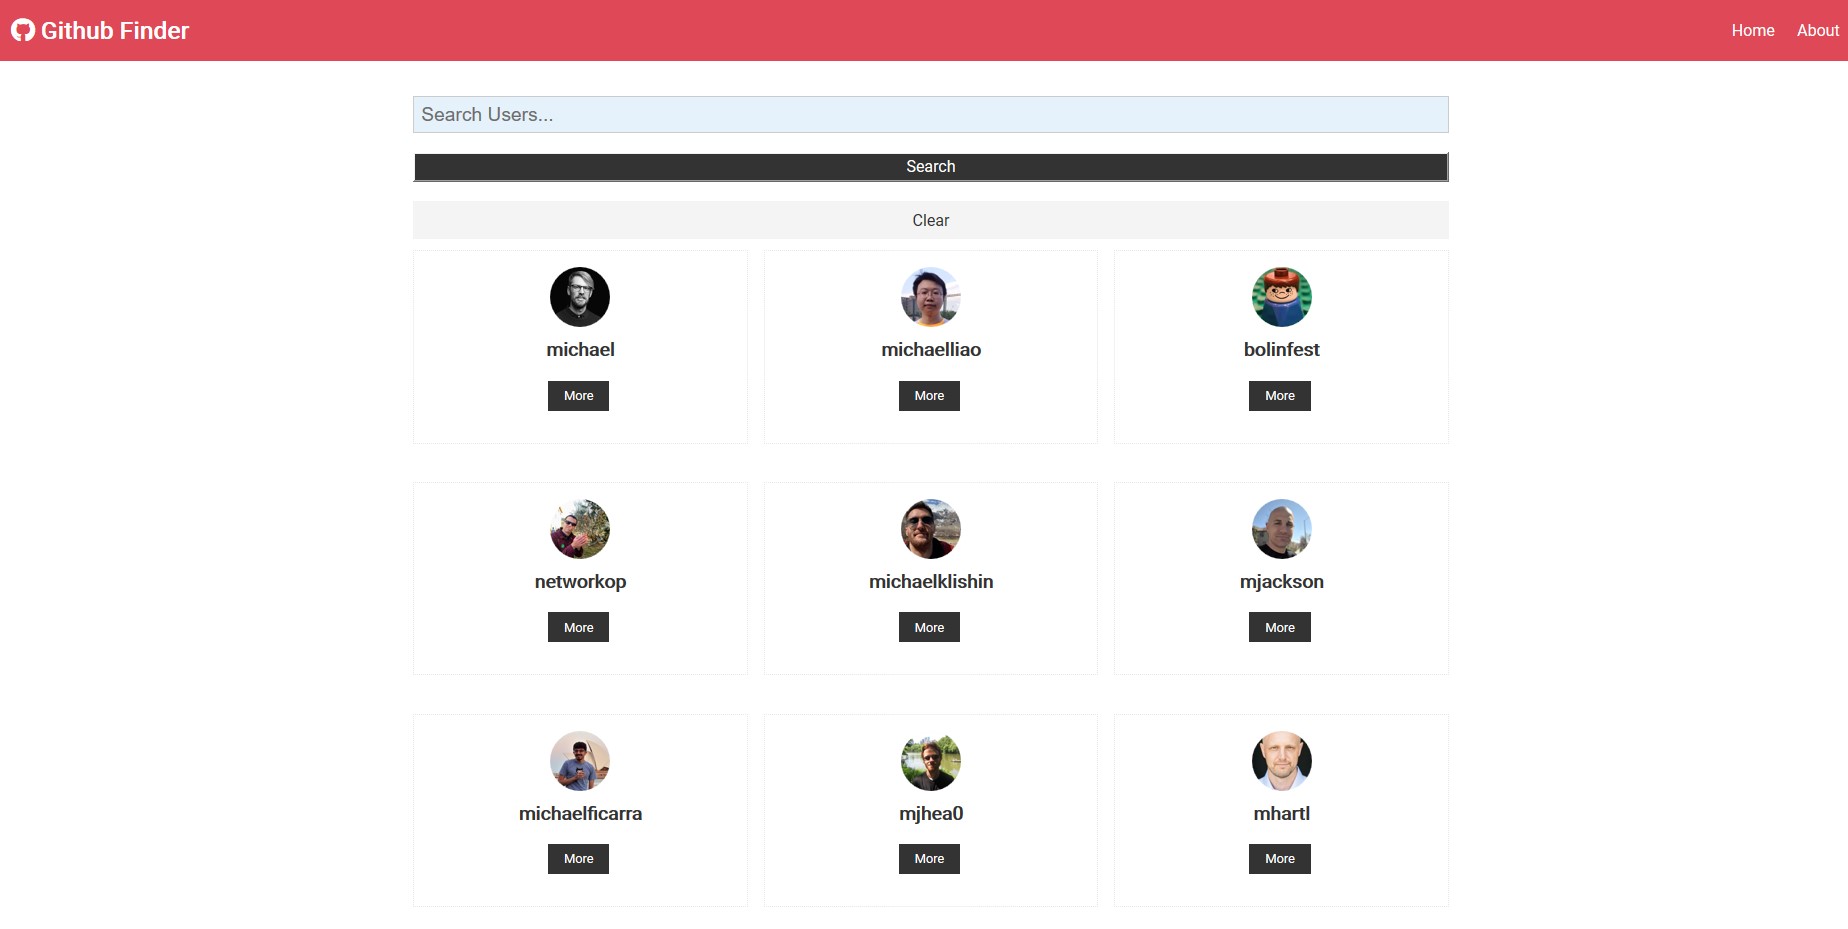 Github Finder
Home About
Search Users...
Search
Clear
michael michaelliao bolinfest
More More More
networkop michaelklishin mjackson
More More More
michaelficarra mjhea0 mhartl
More More More